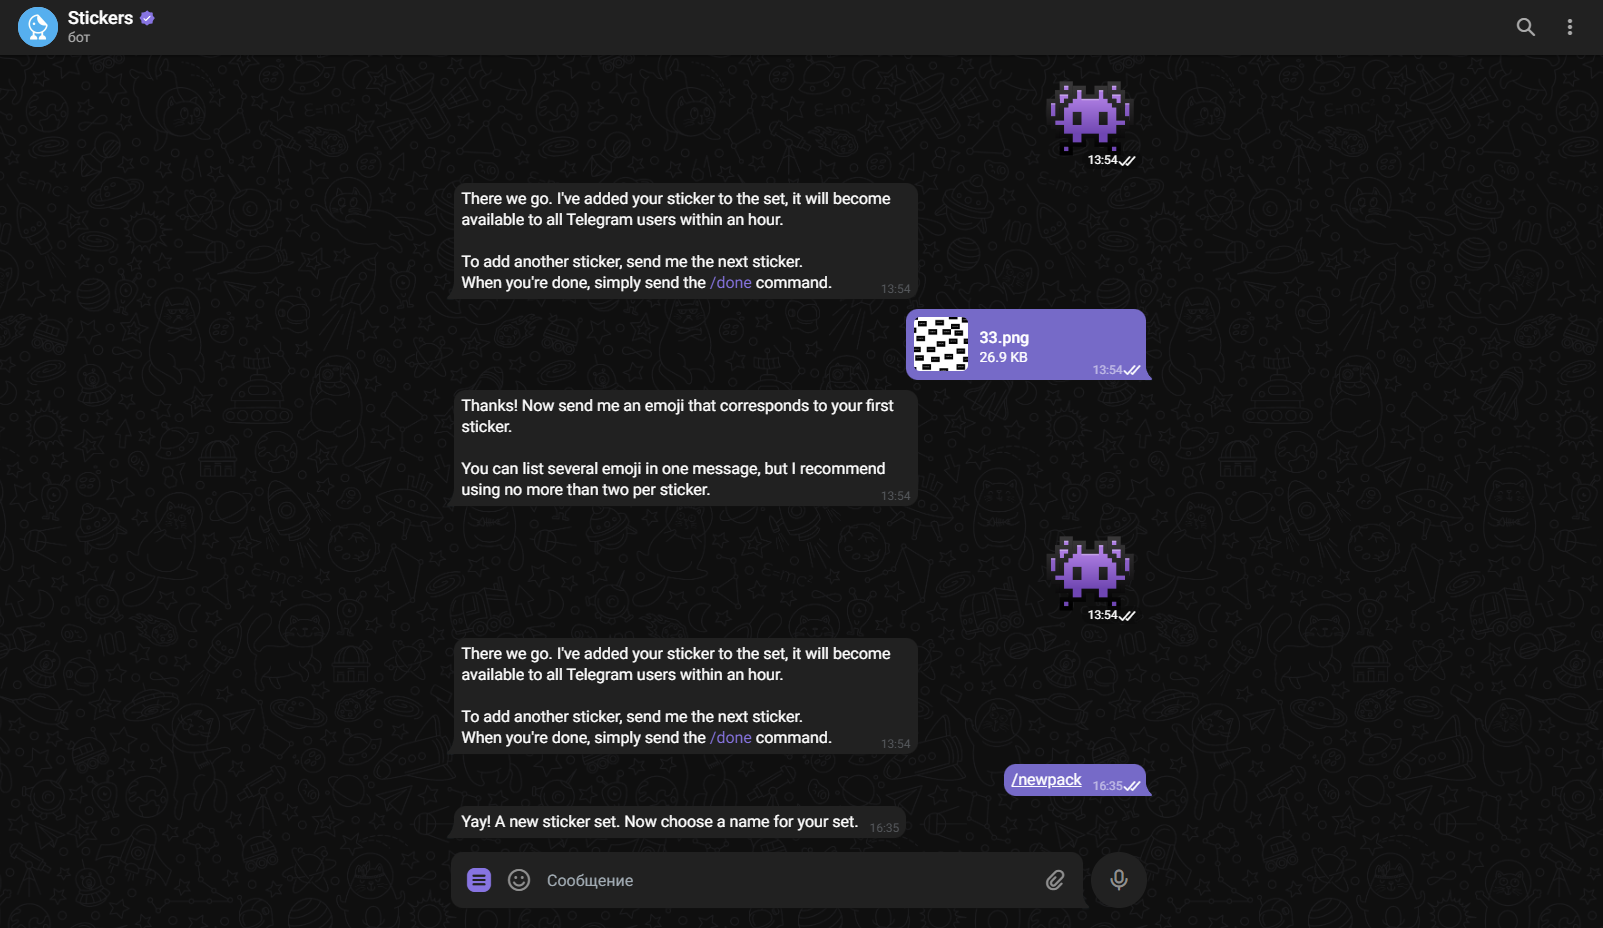 Stickers
бот
13:54
There we go. I've added your sticker to the set, it will become
available to all Telegram users within an hour.
To add another sticker, send me the next sticker.
When you're done, simply send the /done command.
13:54
33.png
26.9 KB
13:54
Thanks! Now send me an emoji that corresponds to your first
sticker.
You can list several emoji in one message, but I recommend
using no more than two per sticker.
13:54
13:54
There we go. I've added your sticker to the set, it will become
available to all Telegram users within an hour.
To add another sticker, send me the next sticker.
When you're done, simply send the /done command.
13:54
/newpack
16:35
Yay! A new sticker set. Now choose a name for your set.
16:35
Сообщение